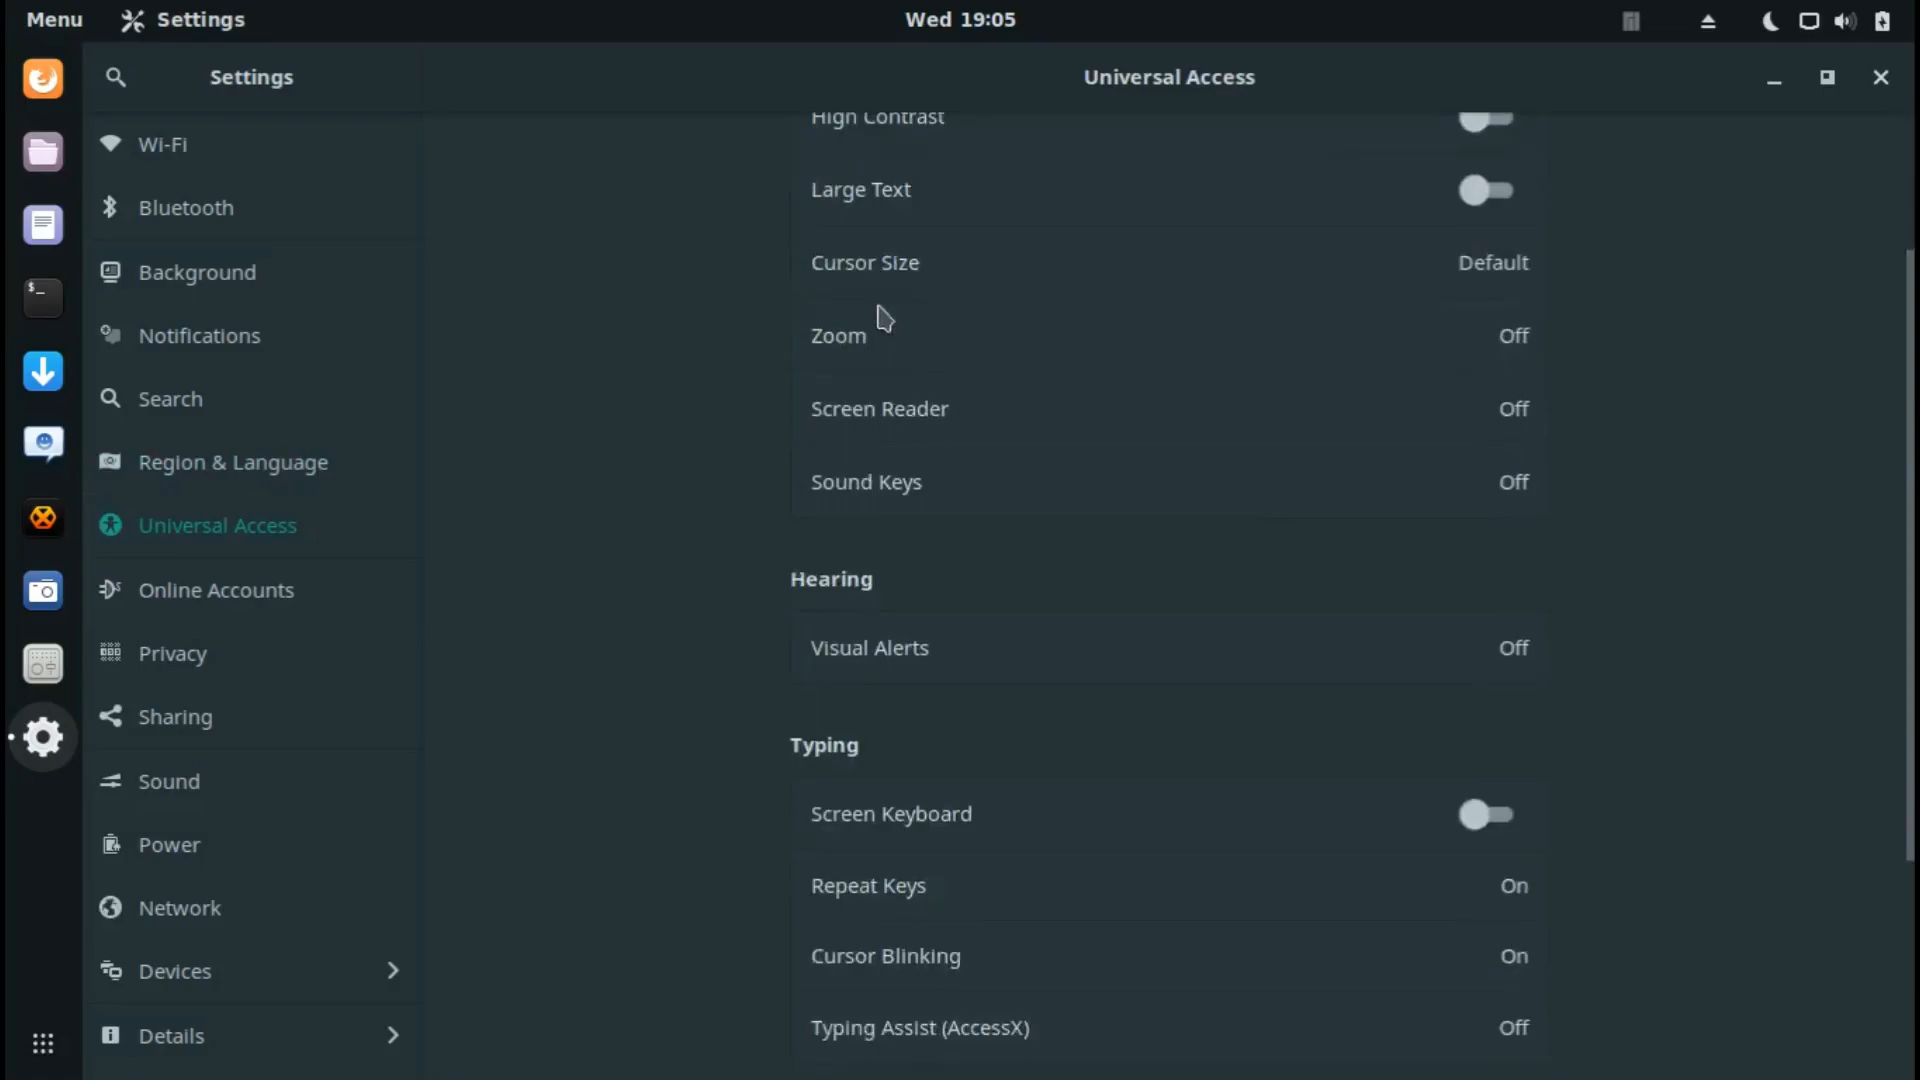 Menu
Settings
Wed 19:05
Settings
Universal Access
Wi-Fi
Bluetooth
Background
Notifications
Search
Region & Language
Universal Access
Online Accounts
Privacy
Sharing
Sound
Power
Network
Devices
Details
High Contrast
Large Text
Cursor Size Default
Zoom Off
Screen Reader Off
Sound Keys Off
Hearing
Visual Alerts Off
Typing
Screen Keyboard
Repeat Keys On
Cursor Blinking On
Typing Assist (AccessX) Off